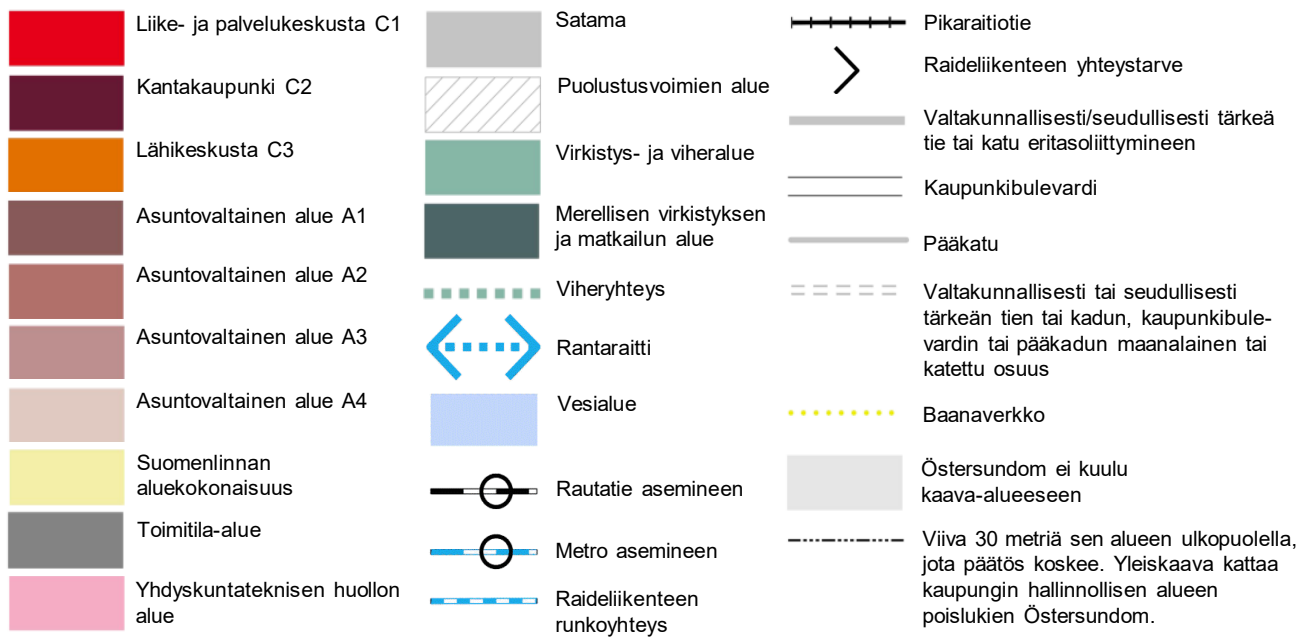 Liike- ja palvelukeskusta C1
Kantakaupunki C2
Lähikeskusta C3
Asuntovaltainen alue A1
Asuntovaltainen alue A2
Asuntovaltainen alue A3
Asuntovaltainen alue A4
Suomenlinnan
aluekokonaisuus
Toimitila-alue
Yhdyskuntateknisen huollon
alue
Satama
Puolustusvoimien alue
Virkistys- ja viheralue
Merellisen virkistyksen
ja matkailun alue
Viheryhteys
Rantaraitti
Vesialue
Rautatie asemineen
Metro asemineen
Raideliikenteen
runkoyhteys
Pikaraitiotie
Raideliikenteen yhteystarve
Valtakunnallisesti/seudullisesti tärkeä
tie tai katu eritasoliittymineen
Kaupunkibulevardi
Pääkatu
Valtakunnallisesti tai seudullisesti
tärkeän tien tai kadun, kaupunkibule-
vardin tai pääkadun maanalainen tai
katettu osuus
Baanaverkko
Östersundom ei kuulu
kaava-alueeseen
Viiva 30 metriä sen alueen ulkopuolella,
jota päätös koskee. Yleiskaava kattaa
kaupungin hallinnollisen alueen
poislukien Östersundom.